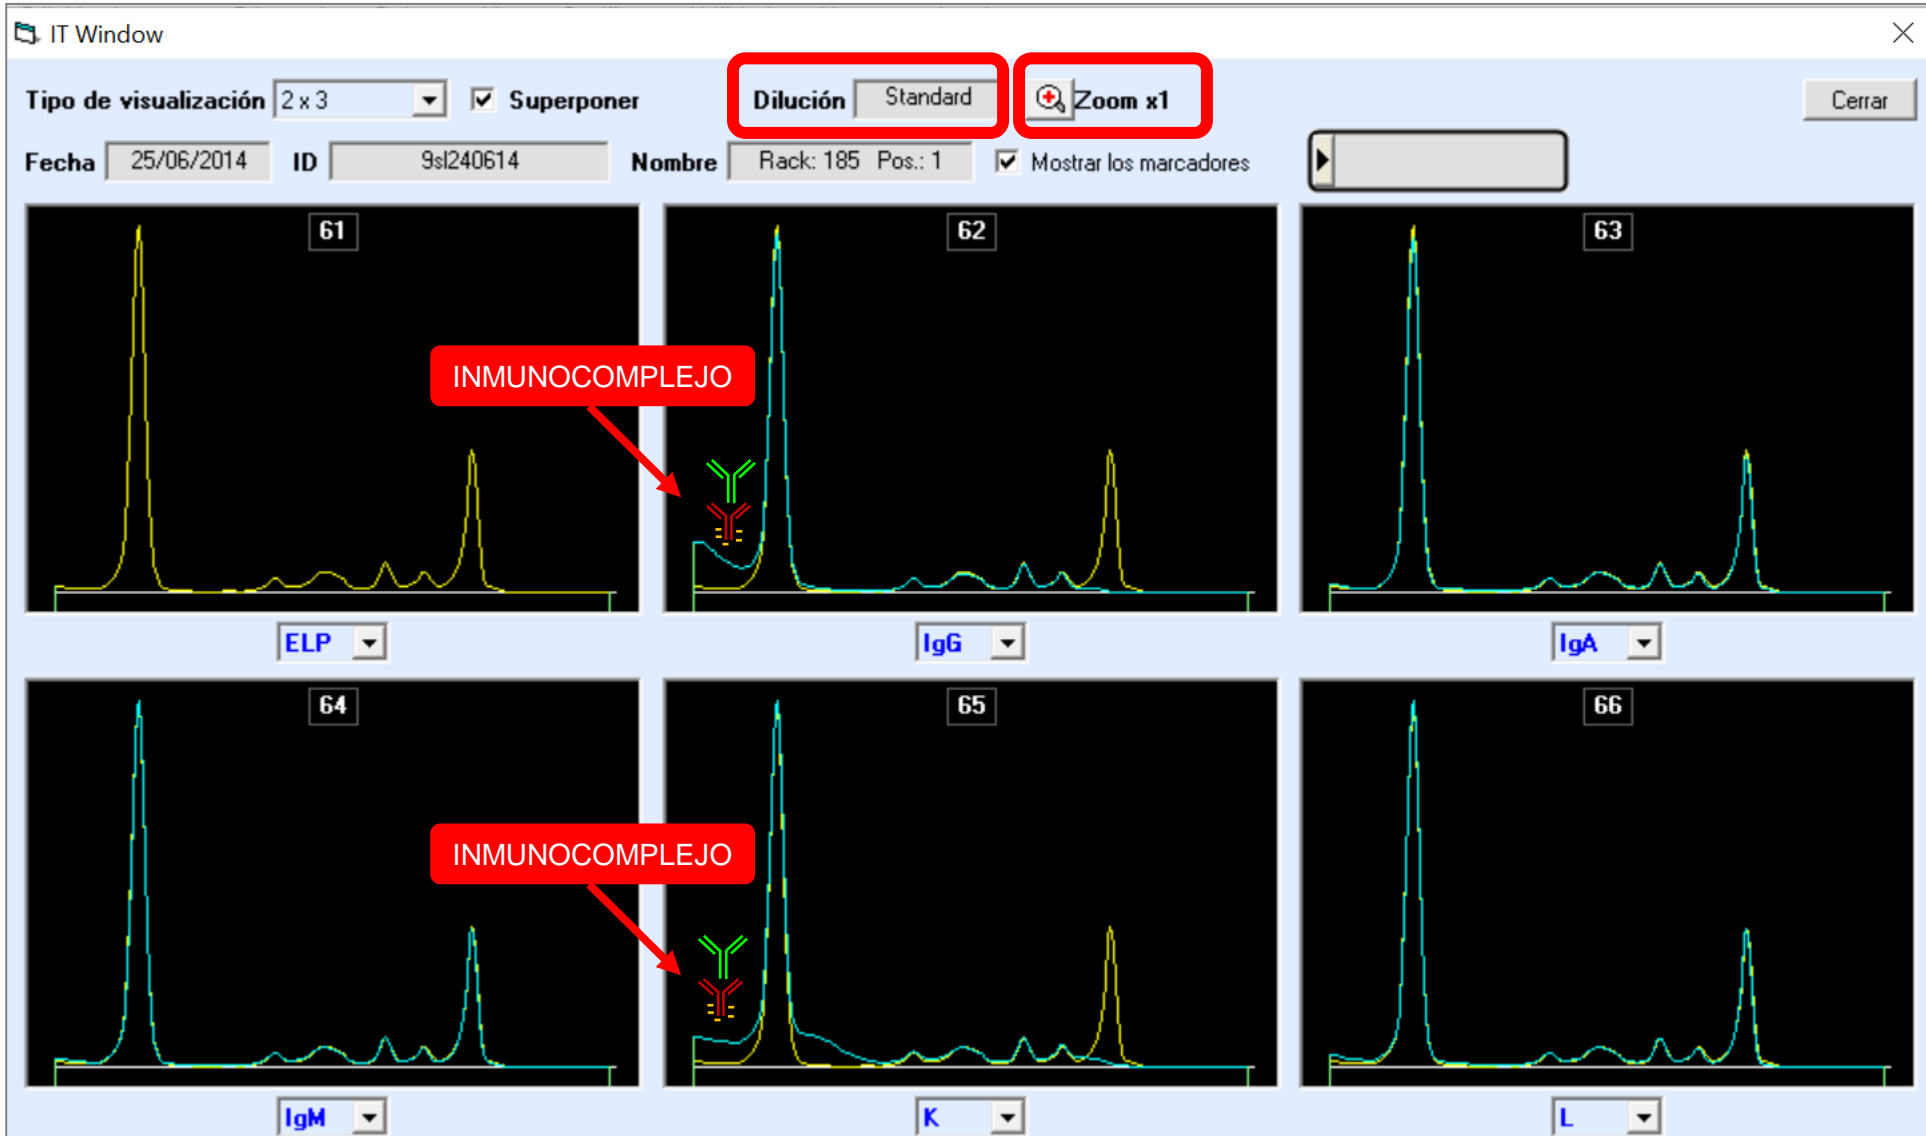 IT Window
Tipo de visualización 2 x 3 Superponer Dilución Standard Zoom x1 Cerrar
Fecha 25/06/2014 ID 9sl240614 Nombre Rack: 185 Pos.: 1 Mostrar los marcadores
61 62 63
INMUNOCOMPLEJO
ELP IgG IgA
64 65 66
INMUNOCOMPLEJO
IgM K L